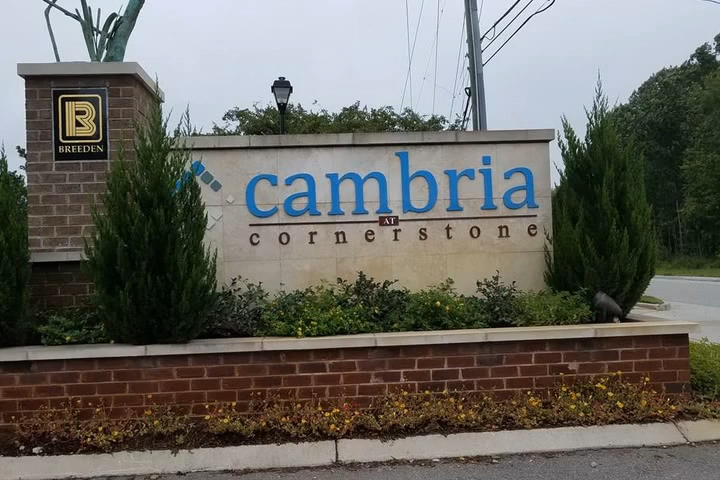 B
BREEDEN
cambria
AT
cornerstone